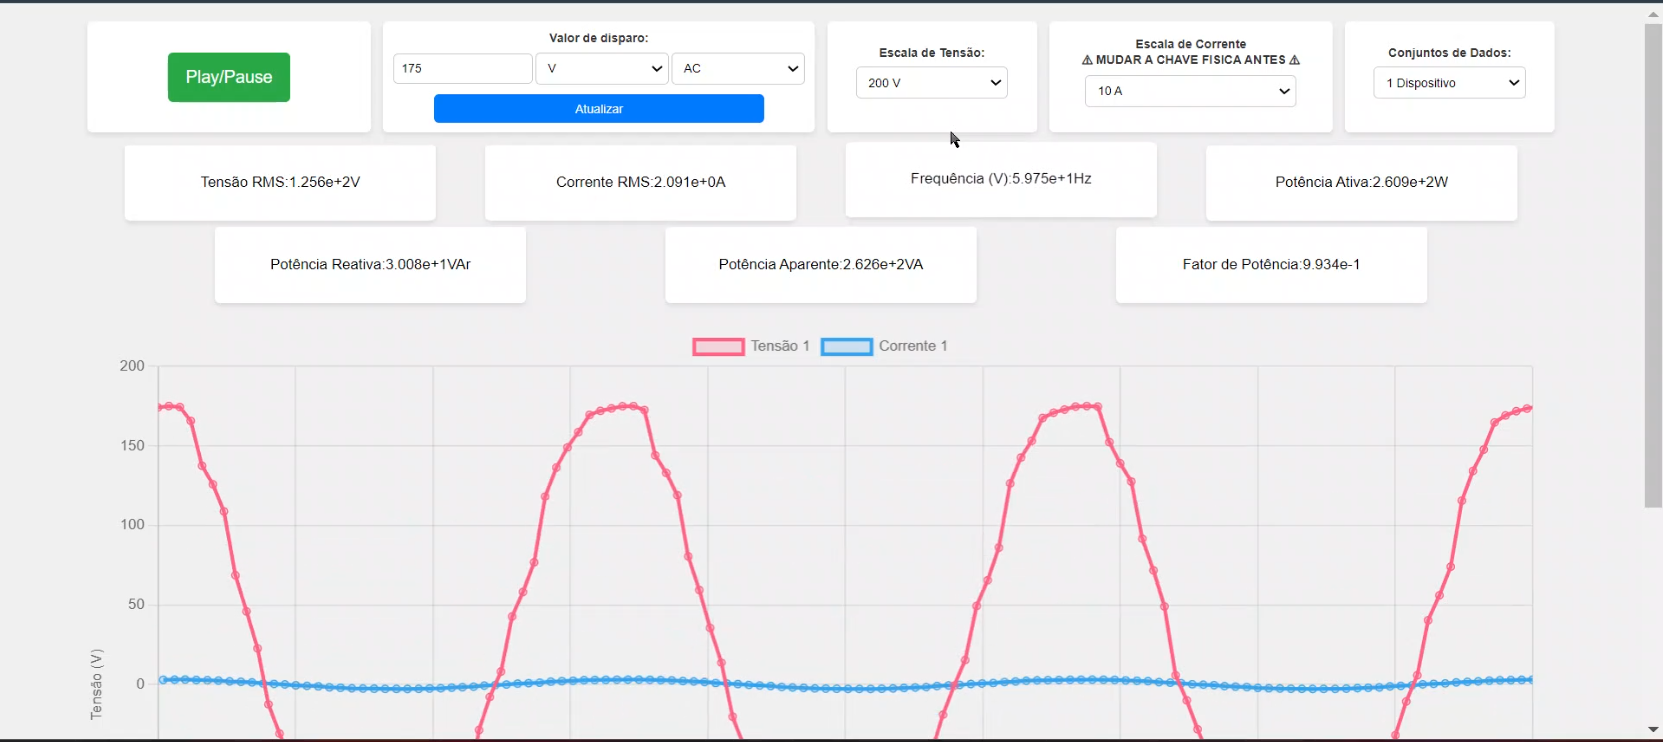 Play/Pause
Valor de disparo:
175
V
AC
Atualizar
Escala de Tensão:
200 V
Escala de Corrente
⚠ MUDAR A CHAVE FISICA ANTES ⚠
10 A
Conjuntos de Dados:
1 Dispositivo
Tensão RMS:1.256e+2V
Corrente RMS:2.091e+0A
Frequência (V):5.975e+1Hz
Potência Ativa:2.609e+2W
Potência Reativa:3.008e+1VAr
Potência Aparente:2.626e+2VA
Fator de Potência:9.934e-1
Tensão 1
Corrente 1
200
150
100
50
0
Tensão (V)